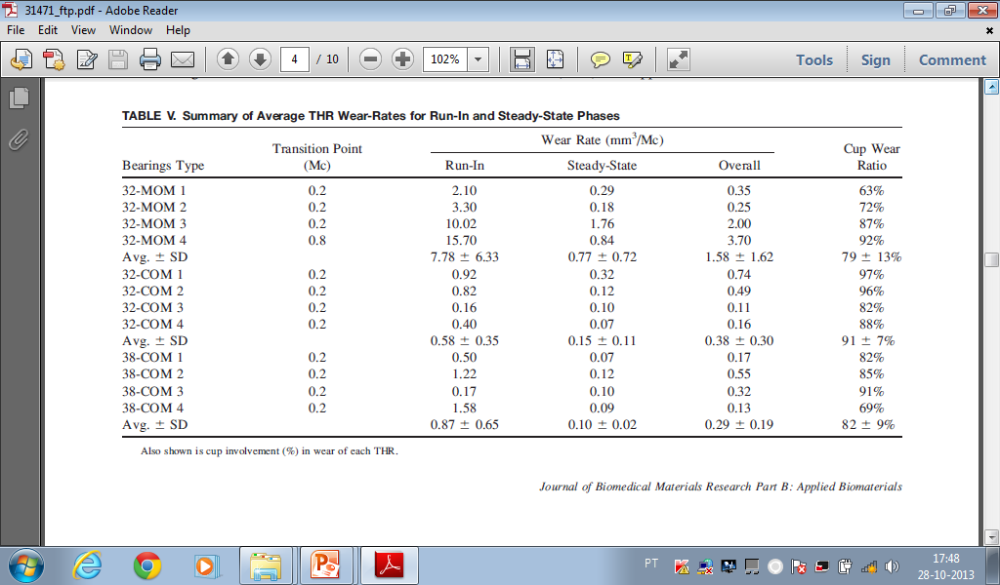 31471_ftp.pdf - Adobe Reader
File Edit View Window Help
4 / 10 102% Tools Sign Comment
TABLE V. Summary of Average THR Wear-Rates for Run-In and Steady-State Phases
Wear Rate (mm³/Mc)
Transition Point Cup Wear
Bearings Type (Mc) Run-In Steady-State Overall Ratio
32-MOM 1 0.2 2.10 0.29 0.35 63%
32-MOM 2 0.2 3.30 0.18 0.25 72%
32-MOM 3 0.2 10.02 1.76 2.00 87%
32-MOM 4 0.8 15.70 0.84 3.70 92%
Avg. ± SD 7.78 ± 6.33 0.77 ± 0.72 1.58 ± 1.62 79 ± 13%
32-COM 1 0.2 0.92 0.32 0.74 97%
32-COM 2 0.2 0.82 0.12 0.49 96%
32-COM 3 0.2 0.16 0.10 0.11 82%
32-COM 4 0.2 0.40 0.07 0.16 88%
Avg. ± SD 0.58 ± 0.35 0.15 ± 0.11 0.38 ± 0.30 91 ± 7%
38-COM 1 0.2 0.50 0.07 0.17 82%
38-COM 2 0.2 1.22 0.12 0.55 85%
38-COM 3 0.2 0.17 0.10 0.32 91%
38-COM 4 0.2 1.58 0.09 0.13 69%
Avg. ± SD 0.87 ± 0.65 0.10 ± 0.02 0.29 ± 0.19 82 ± 9%
Also shown is cup involvement (%) in wear of each THR.
Journal of Biomedical Materials Research Part B: Applied Biomaterials
PT 17:48
28-10-2013